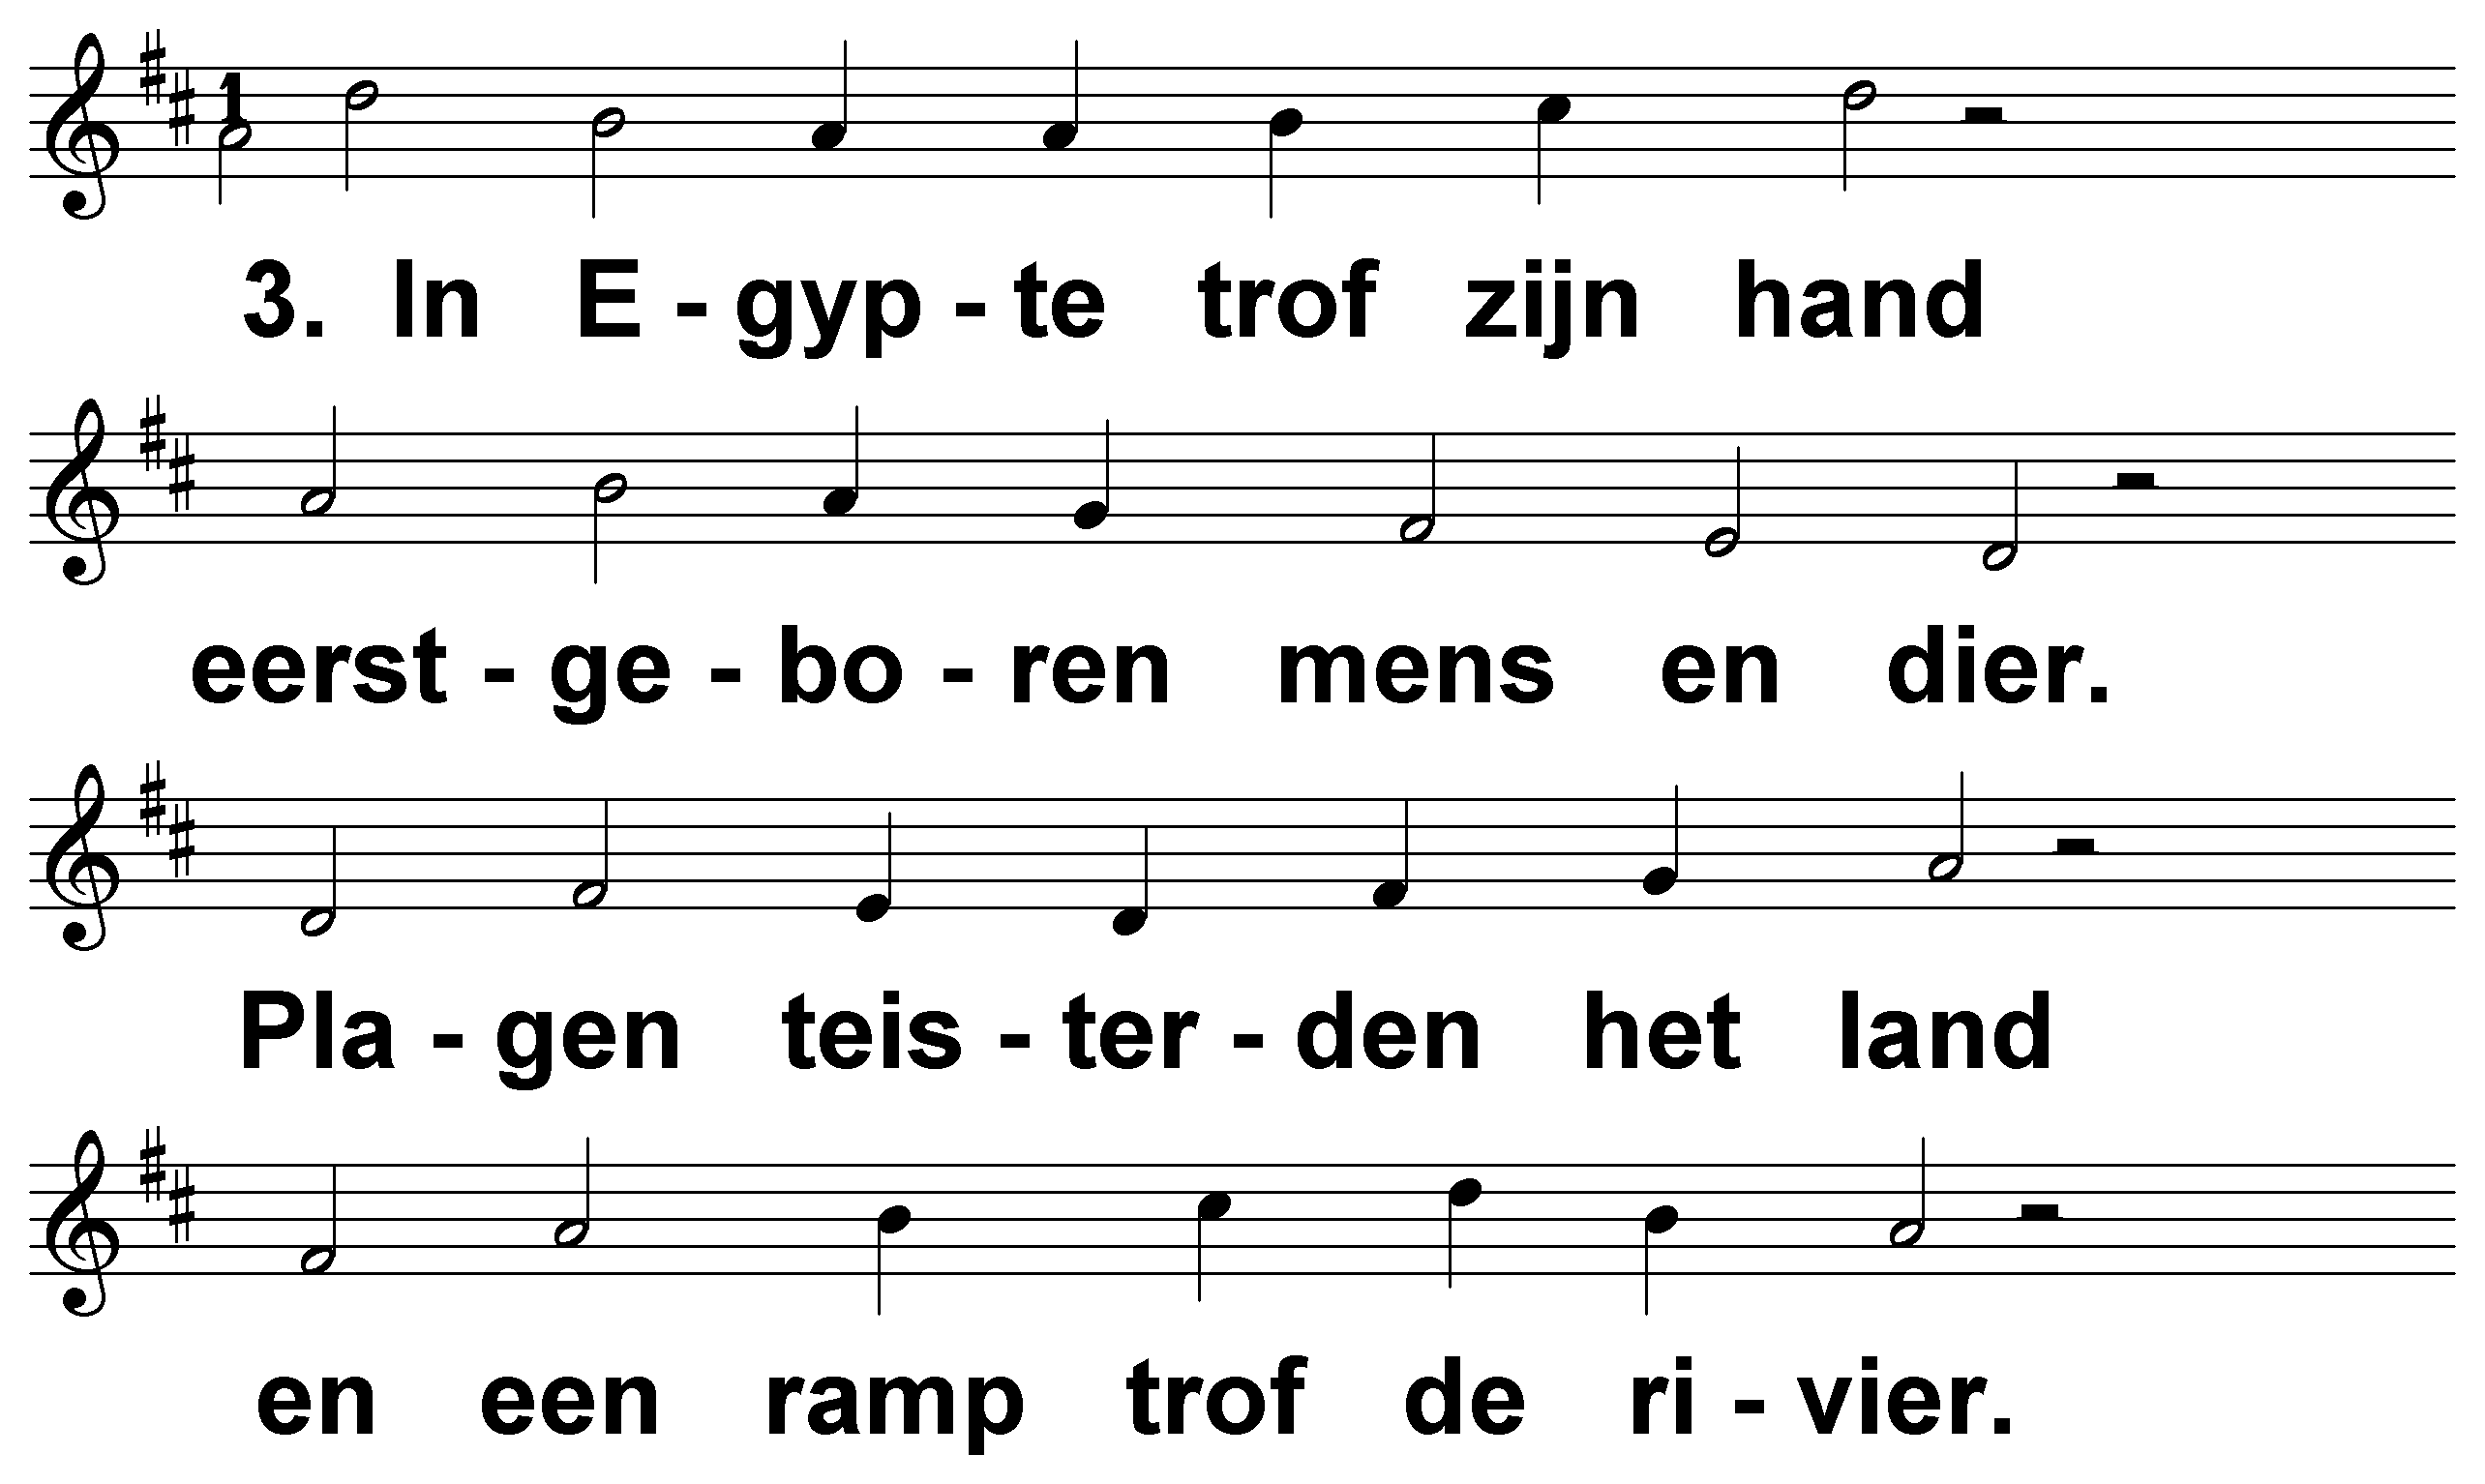 1
3. In E - gyp - te trof zijn hand
eerst - ge - bo - ren mens en dier.
Pla - gen teis - ter - den het land
en een ramp trof de ri - vier.